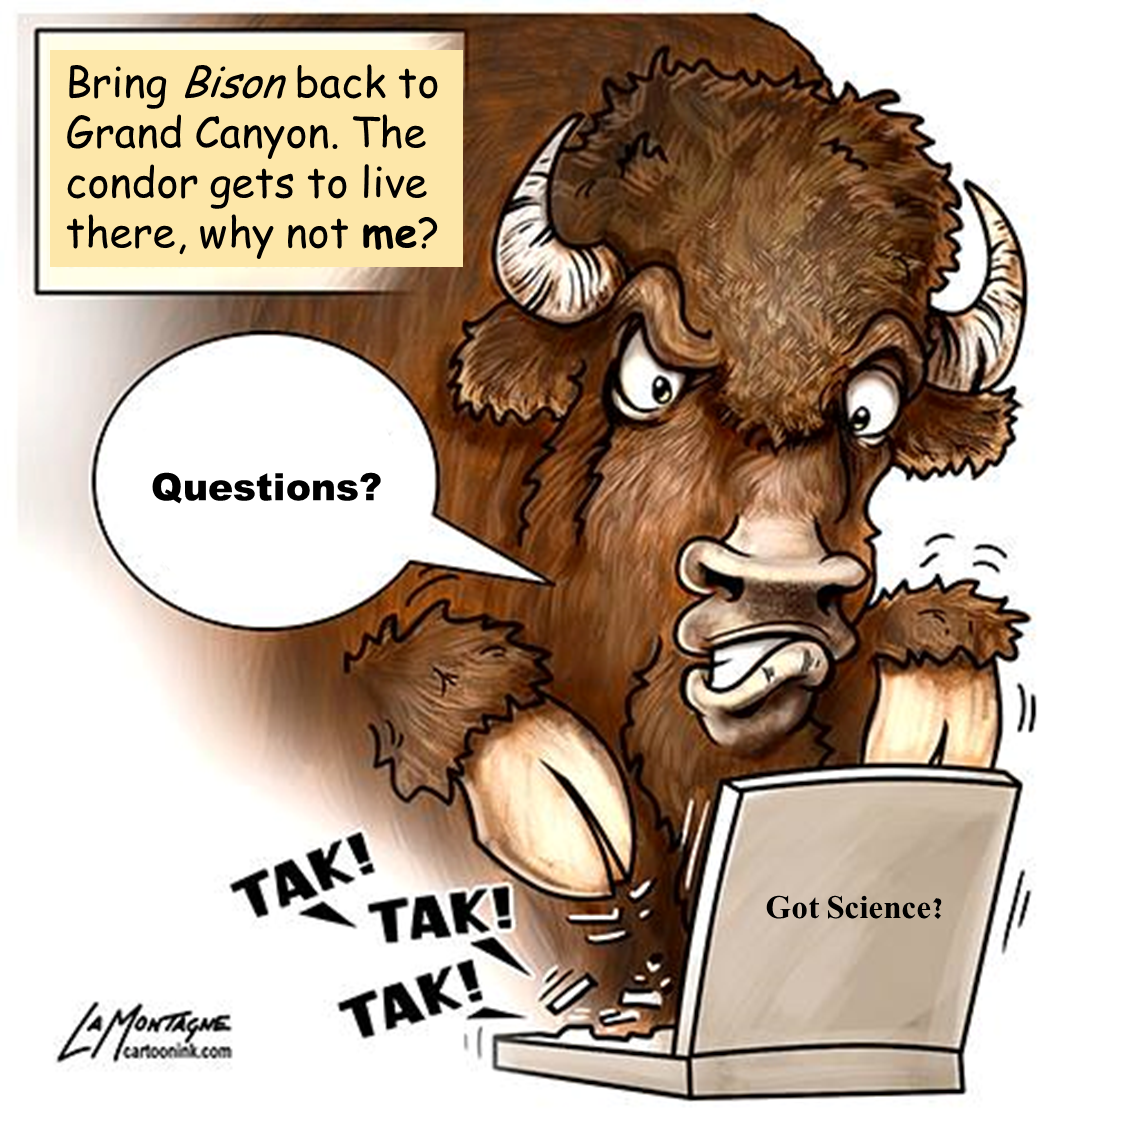 Bring Bison back to
Grand Canyon. The
condor gets to live
there, why not me?
Questions?
TAK!
TAK!
TAK!
Got Science?
LAMONTAGNE
cartoonink.com